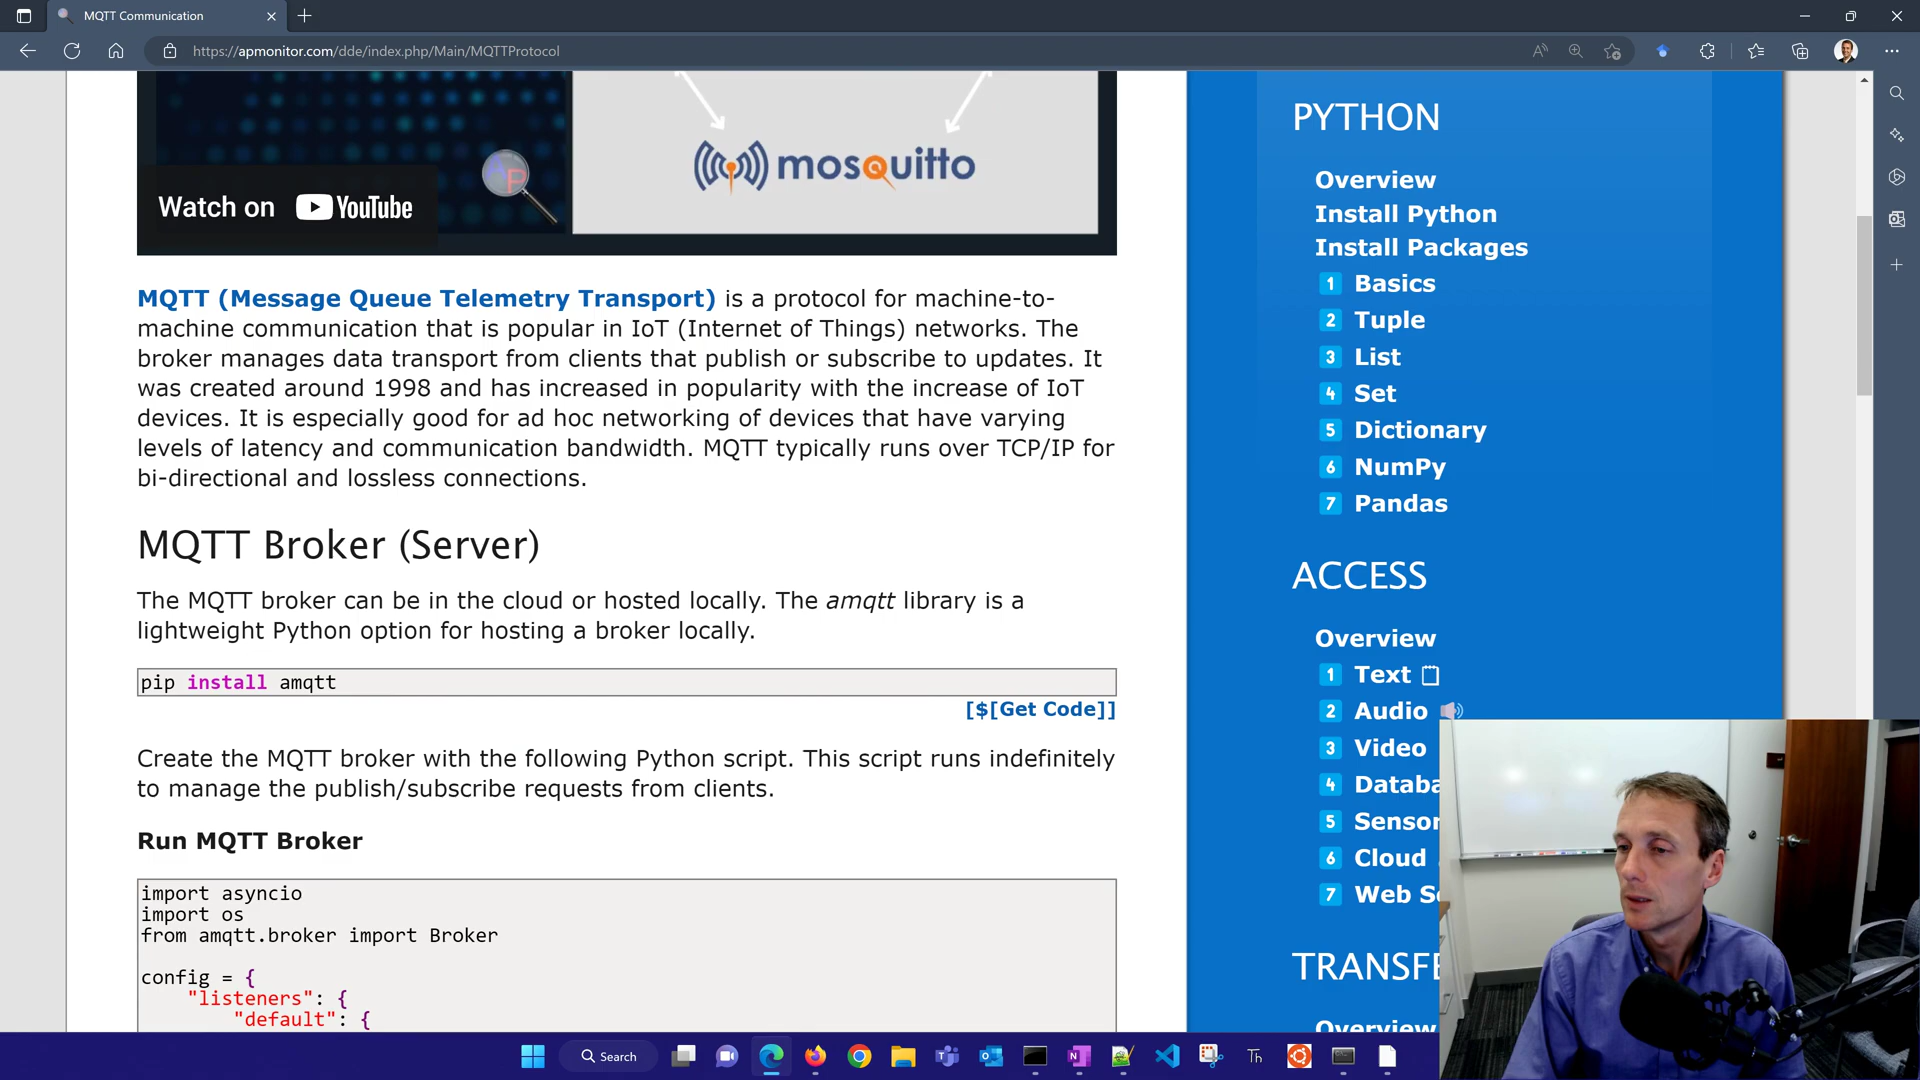 MQTT Communication
https://apmonitor.com/dde/index.php/Main/MQTTProtocol
Watch on YouTube
mosquitto
MQTT (Message Queue Telemetry Transport) is a protocol for machine-to-
machine communication that is popular in IoT (Internet of Things) networks. The
broker manages data transport from clients that publish or subscribe to updates. It
was created around 1998 and has increased in popularity with the increase of IoT
devices. It is especially good for ad hoc networking of devices that have varying
levels of latency and communication bandwidth. MQTT typically runs over TCP/IP for
bi-directional and lossless connections.
MQTT Broker (Server)
The MQTT broker can be in the cloud or hosted locally. The amqtt library is a
lightweight Python option for hosting a broker locally.
pip install amqtt
[$[Get Code]]
Create the MQTT broker with the following Python script. This script runs indefinitely
to manage the publish/subscribe requests from clients.
Run MQTT Broker
import asyncio
import os
from amqtt.broker import Broker
config = {
"listeners": {
"default": {
PYTHON
Overview
Install Python
Install Packages
1 Basics
2 Tuple
3 List
4 Set
5 Dictionary
6 NumPy
7 Pandas
ACCESS
Overview
1 Text
2 Audio
3 Video
4 Databa
5 Sensor
6 Cloud
7 Web Se
TRANSFE
Overview
Search
Th